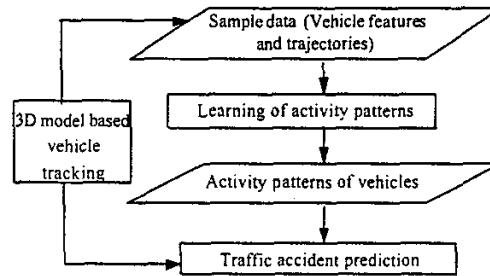 Sample data (Vehicle features
and trajectories)
Learning of activity patterns
3D model based
vehicle
tracking
Activity patterns of vehicles
Traffic accident prediction